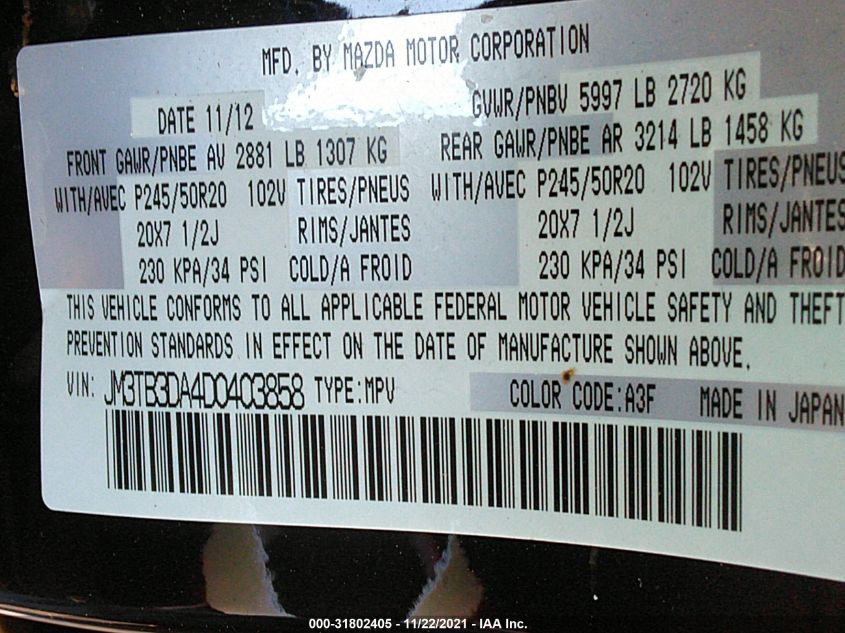 MFD. BY MAZDA MOTOR CORPORATION
DATE 11/12 GVWR/PNBV 5997 LB 2720 KG
FRONT GAWR/PNBE AV 2881 LB 1307 KG REAR GAWR/PNBE AR 3214 LB 1458 KG
WITH/AVEC P245/50R20 102V TIRES/PNEUS WITH/AVEC P245/50R20 102V TIRES/PNEUS
20X7 1/2J RIMS/JANTES 20X7 1/2J RIMS/JANTES
230 KPA/34 PSI COLD/A FROID 230 KPA/34 PSI COLD/A FROID
THIS VEHICLE CONFORMS TO ALL APPLICABLE FEDERAL MOTOR VEHICLE SAFETY AND THEFT
PREVENTION STANDARDS IN EFFECT ON THE DATE OF MANUFACTURE SHOWN ABOVE.
VIN: JM3TB3DA4D0403858 TYPE:MPV COLOR CODE:A3F MADE IN JAPAN
000-31802405 - 11/22/2021 - IAA Inc.